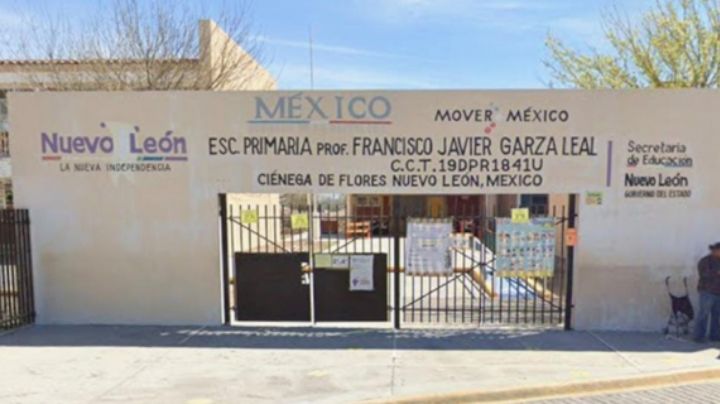 MÉXICO
MOVER A MÉXICO
Nuevo León
LA NUEVA INDEPENDENCIA
ESC. PRIMARIA PROF. FRANCISCO JAVIER GARZA LEAL
C.C.T. 19DPR1841U
CIÉNEGA DE FLORES NUEVO LEÓN, MEXICO
Secretaría
de Educación
Nuevo León
GOBIERNO DEL ESTADO